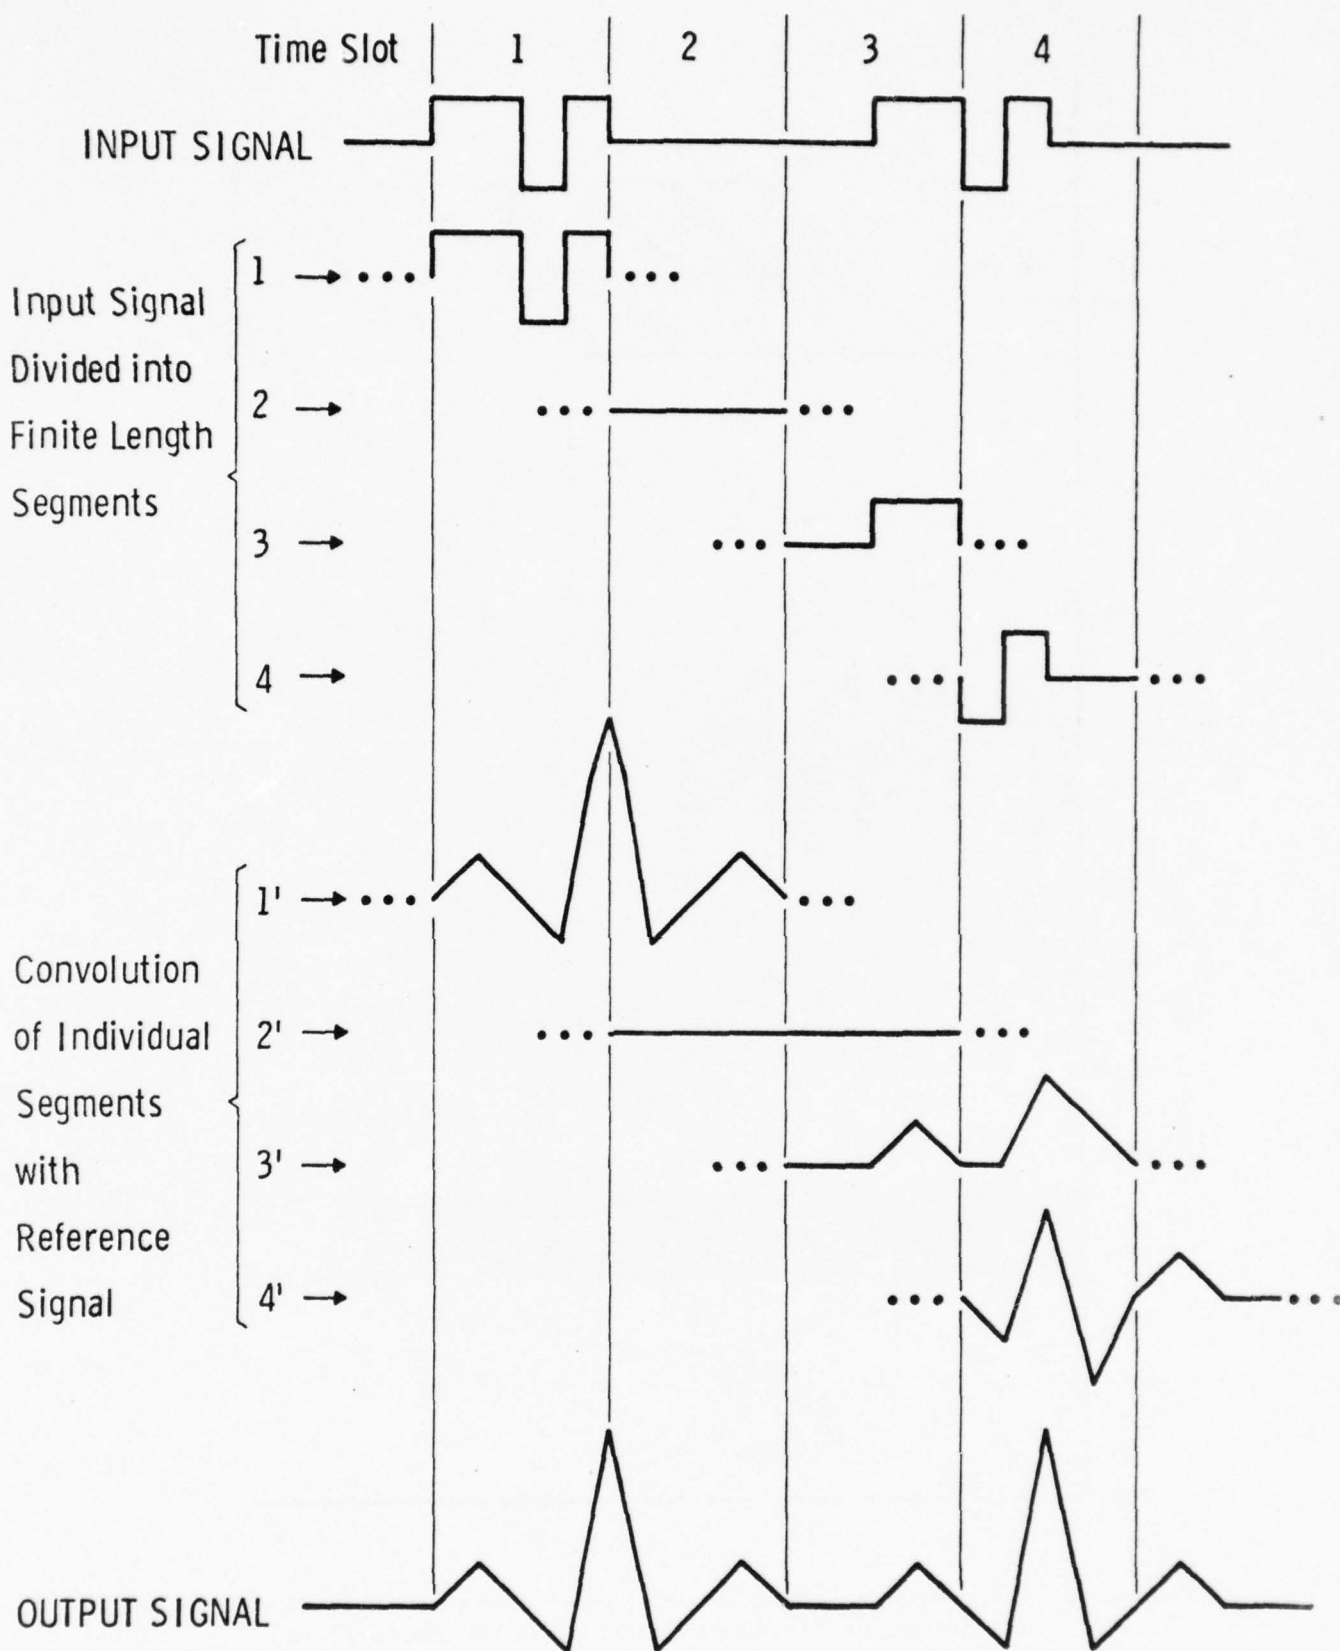 Time Slot 1 2 3 4
INPUT SIGNAL
Input Signal
Divided into
Finite Length
Segments
1
2
3
4
Convolution
of Individual
Segments
with
Reference
Signal
1'
2'
3'
4'
OUTPUT SIGNAL